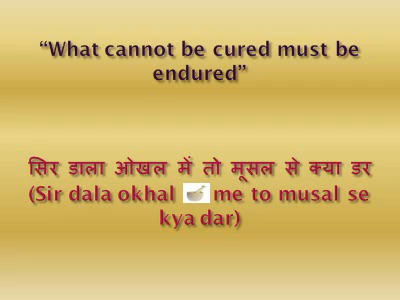 “What cannot be cured must be
endured”
सिर डाला ओखल में तो मूसल से क्या डर
(Sir dala okhal me to musal se
kya dar)